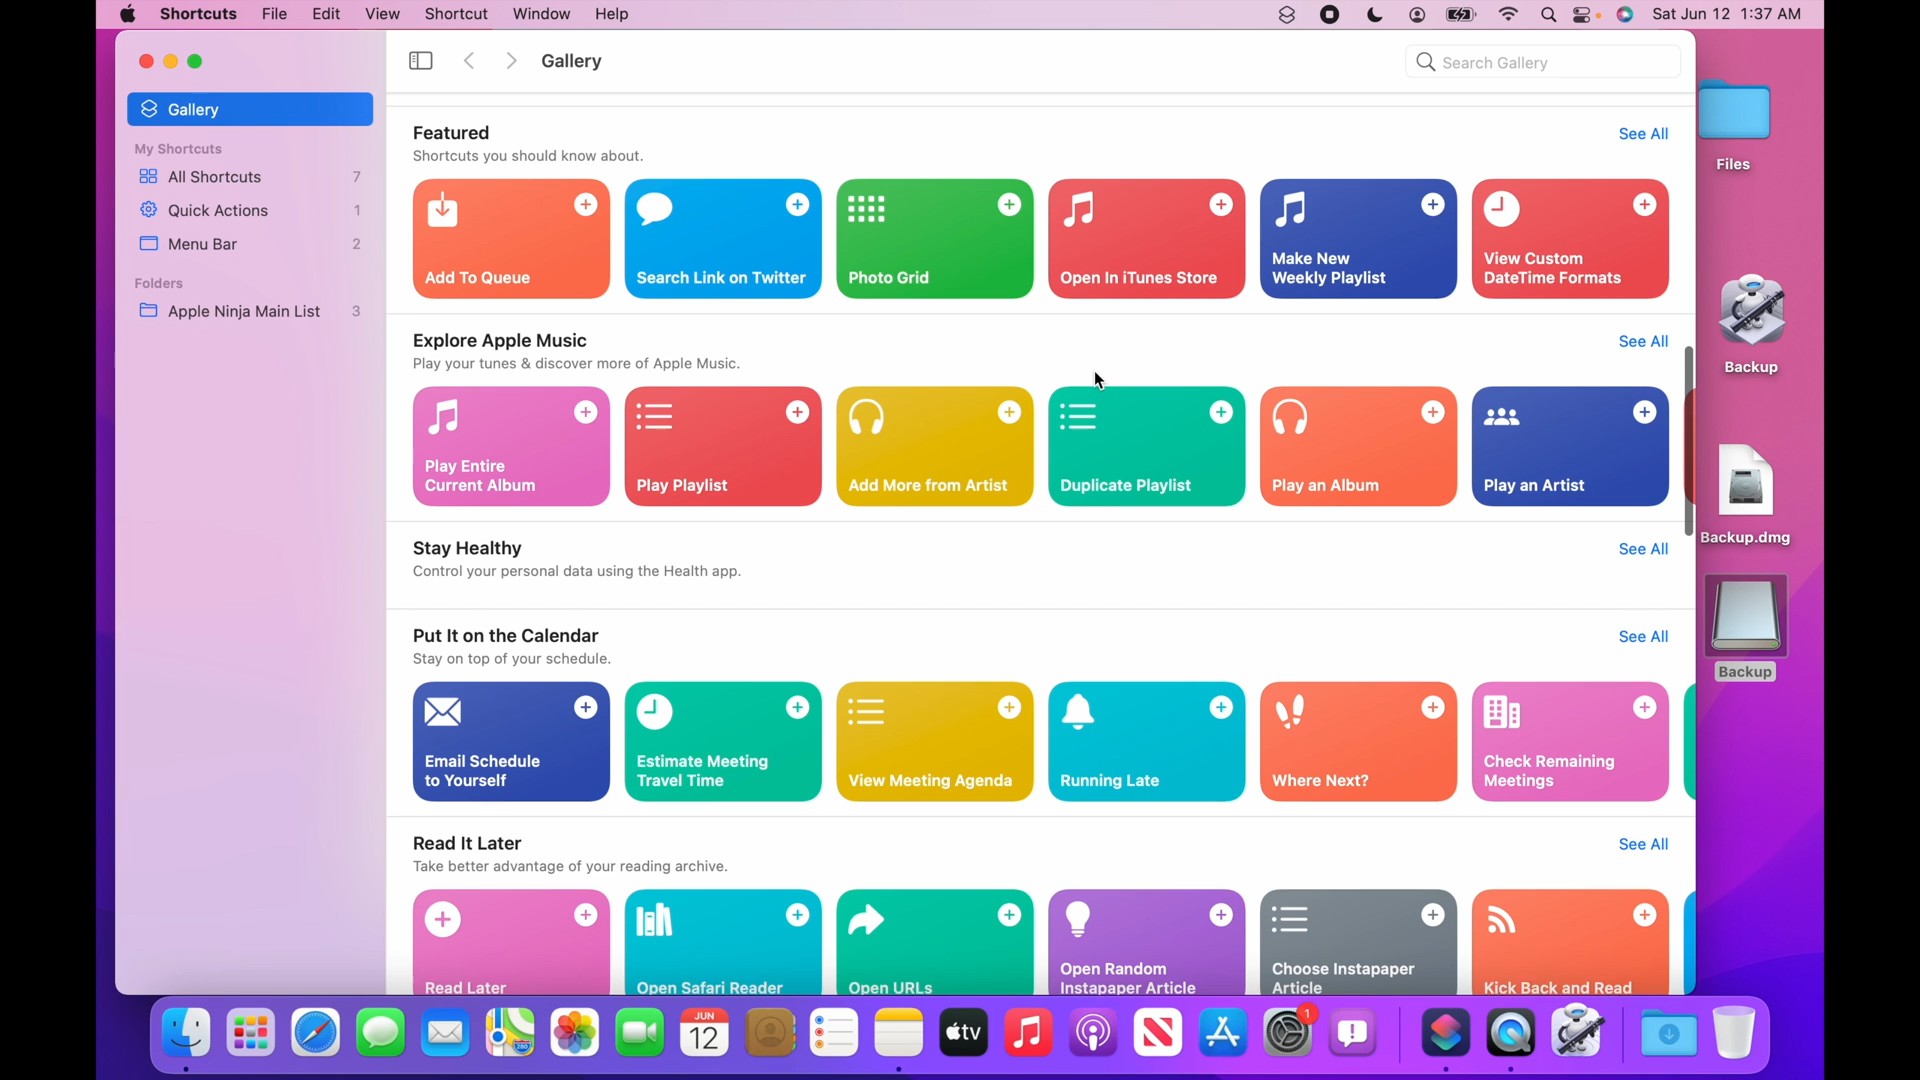 Shortcuts File Edit View Shortcut Window Help Sat Jun 12 1:37 AM
Gallery
Search Gallery
Gallery
My Shortcuts
All Shortcuts 7
Quick Actions 1
Menu Bar 2
Folders
Apple Ninja Main List 3
Featured
See All
Shortcuts you should know about.
Add To Queue
Search Link on Twitter
Photo Grid
Open In iTunes Store
Make New
Weekly Playlist
View Custom
DateTime Formats
Explore Apple Music
See All
Play your tunes & discover more of Apple Music.
Play Entire
Current Album
Play Playlist
Add More from Artist
Duplicate Playlist
Play an Album
Play an Artist
Stay Healthy
See All
Control your personal data using the Health app.
Put It on the Calendar
See All
Stay on top of your schedule.
Email Schedule
to Yourself
Estimate Meeting
Travel Time
View Meeting Agenda
Running Late
Where Next?
Check Remaining
Meetings
Read It Later
See All
Take better advantage of your reading archive.
Read Later
Open Safari Reader
Open URLs
Open Random
Instapaper Article
Choose Instapaper
Article
Kick Back and Read
Files
Backup
Backup.dmg
Backup
280
JUN
12
tv
1